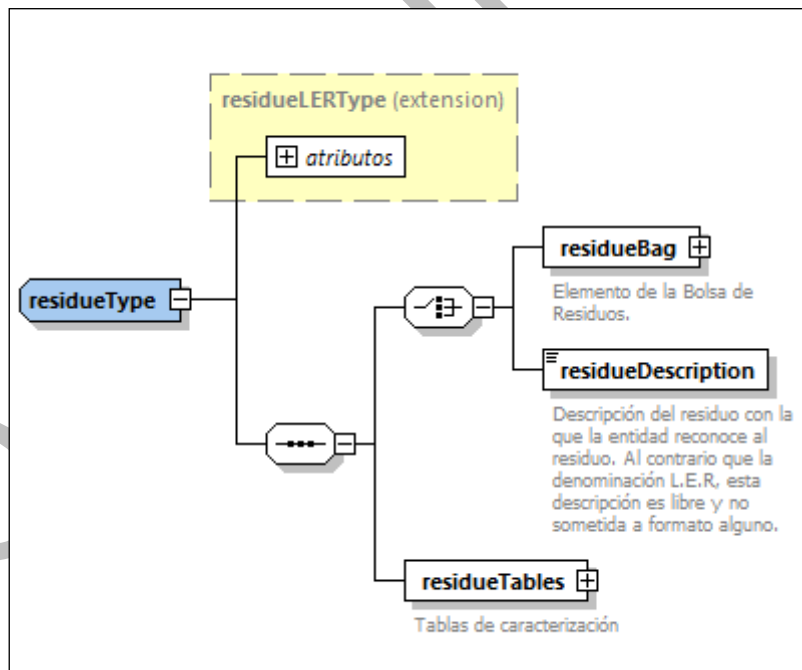 residueLERType (extension)
atributos
residueType
residueBag
Elemento de la Bolsa de
Residuos.
residueDescription
Descripción del residuo con la
que la entidad reconoce al
residuo. Al contrario que la
denominación L.E.R, esta
descripción es libre y no
sometida a formato alguno.
residueTables
Tablas de caracterización